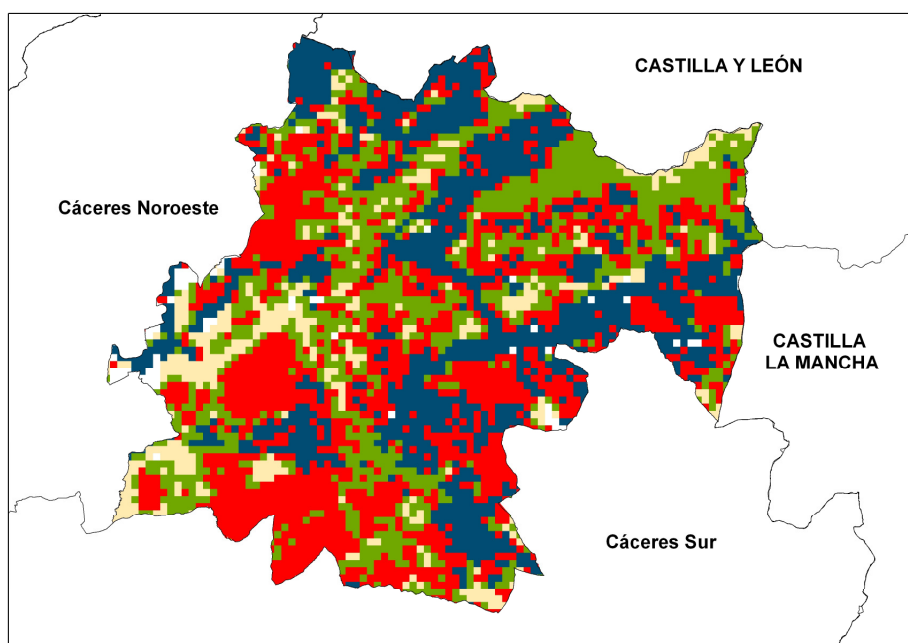 CASTILLA Y LEÓN
Cáceres Noroeste
CASTILLA
LA MANCHA
Cáceres Sur